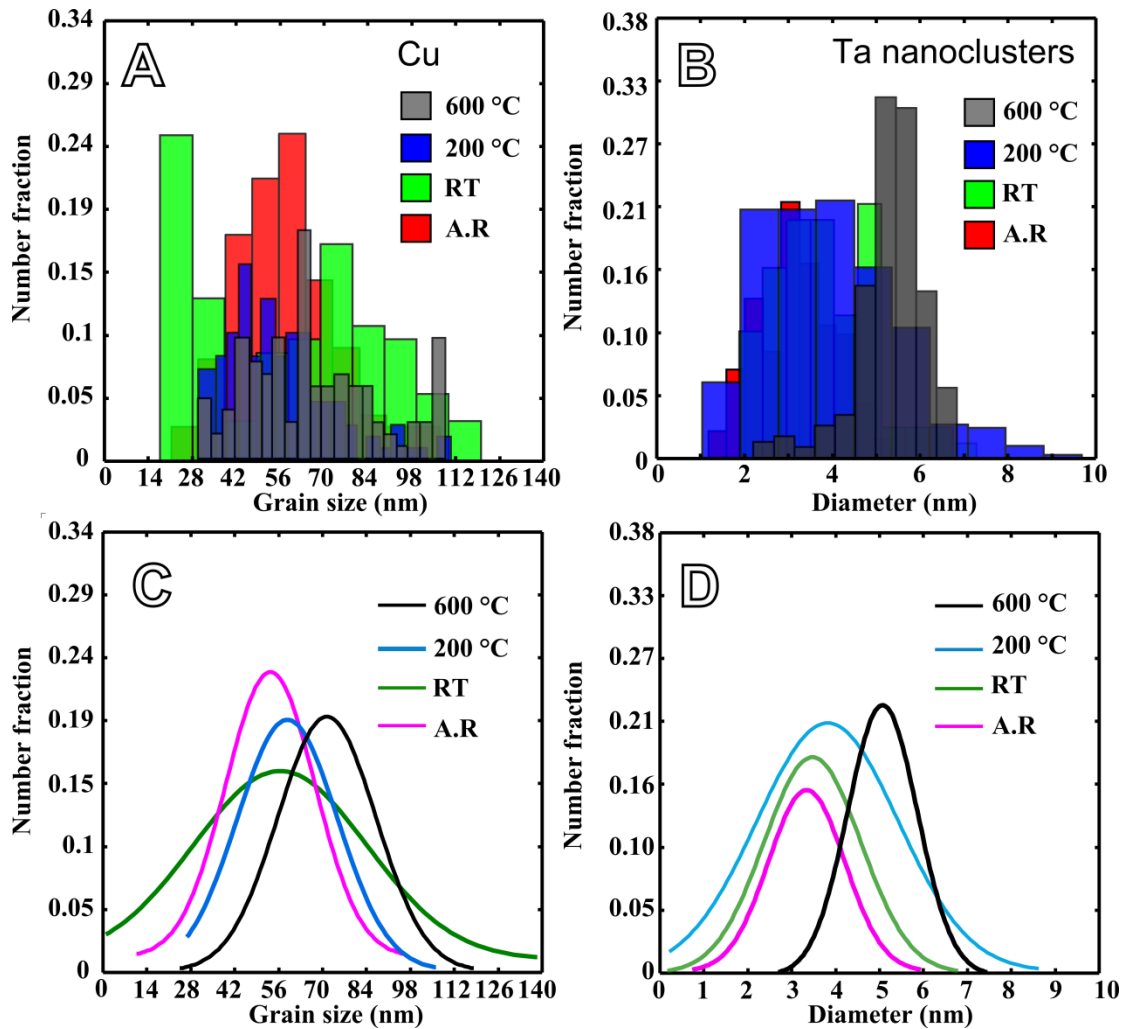 A
Cu
600 °C
200 °C
RT
A.R
Number fraction
0.34
0.29
0.24
0.19
0.15
0.1
0.05
0
0 14 28 42 56 70 84 98 112 126 140
Grain size (nm)
B
Ta nanoclusters
600 °C
200 °C
RT
A.R
Number fraction
0.38
0.33
0.27
0.21
0.16
0.10
0.05
0
0 2 4 6 8 10
Diameter (nm)
C
600 °C
200 °C
RT
A.R
Number fraction
0.34
0.29
0.24
0.19
0.15
0.1
0.05
0
0 14 28 42 56 70 84 98 112 126 140
Grain size (nm)
D
600 °C
200 °C
RT
A.R
Number fraction
0.38
0.33
0.27
0.21
0.16
0.10
0.05
0
0 1 2 3 4 5 6 7 8 9 10
Diameter (nm)